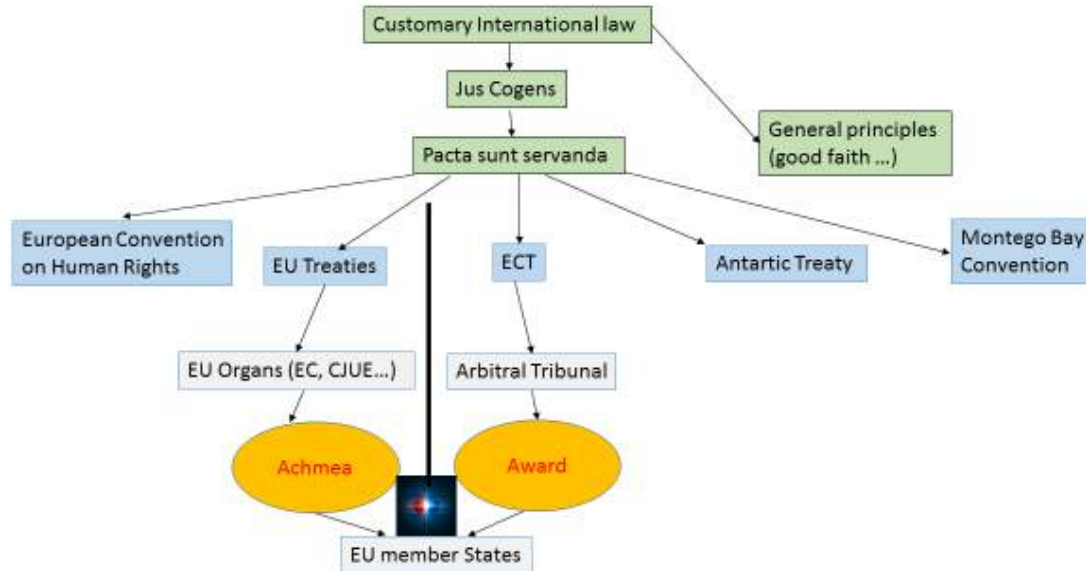 Customary International law
Jus Cogens
General principles
(good faith ...)
Pacta sunt servanda
European Convention
on Human Rights
EU Treaties
ECT
Antartic Treaty
Montego Bay
Convention
EU Organs (EC, CJUE...)
Arbitral Tribunal
Achmea
Award
EU member States